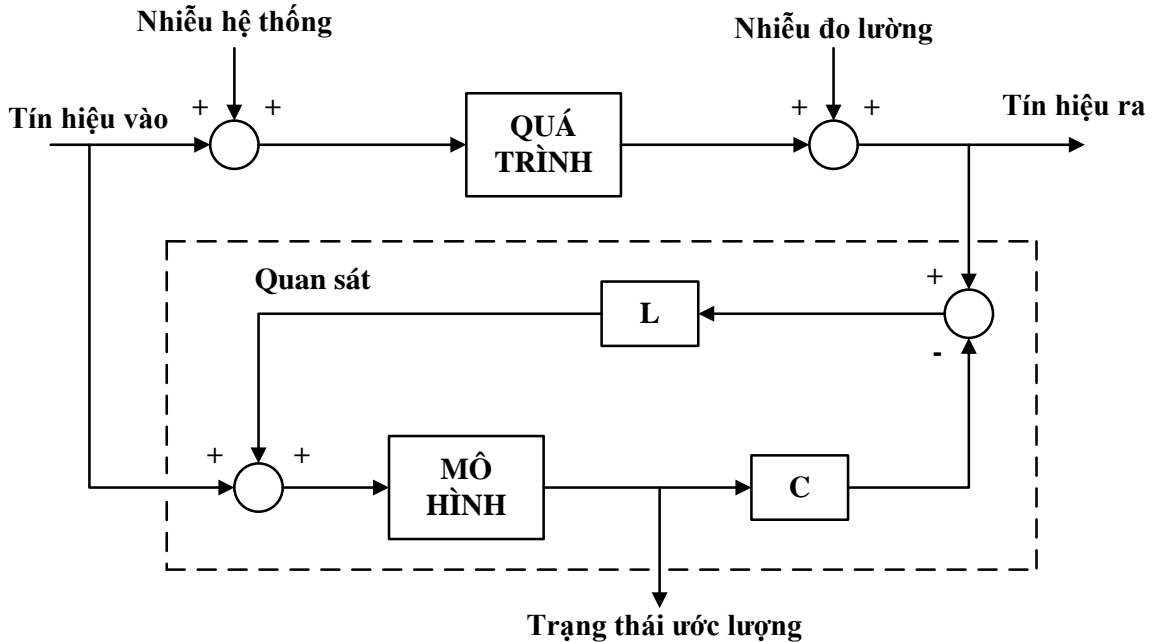 Nhiễu hệ thống
Nhiễu đo lường
Tín hiệu vào
+
+
+
+
Tín hiệu ra
QUÁ
TRÌNH
Quan sát
+
L
-
+
+
MÔ
HÌNH
C
Trạng thái ước lượng